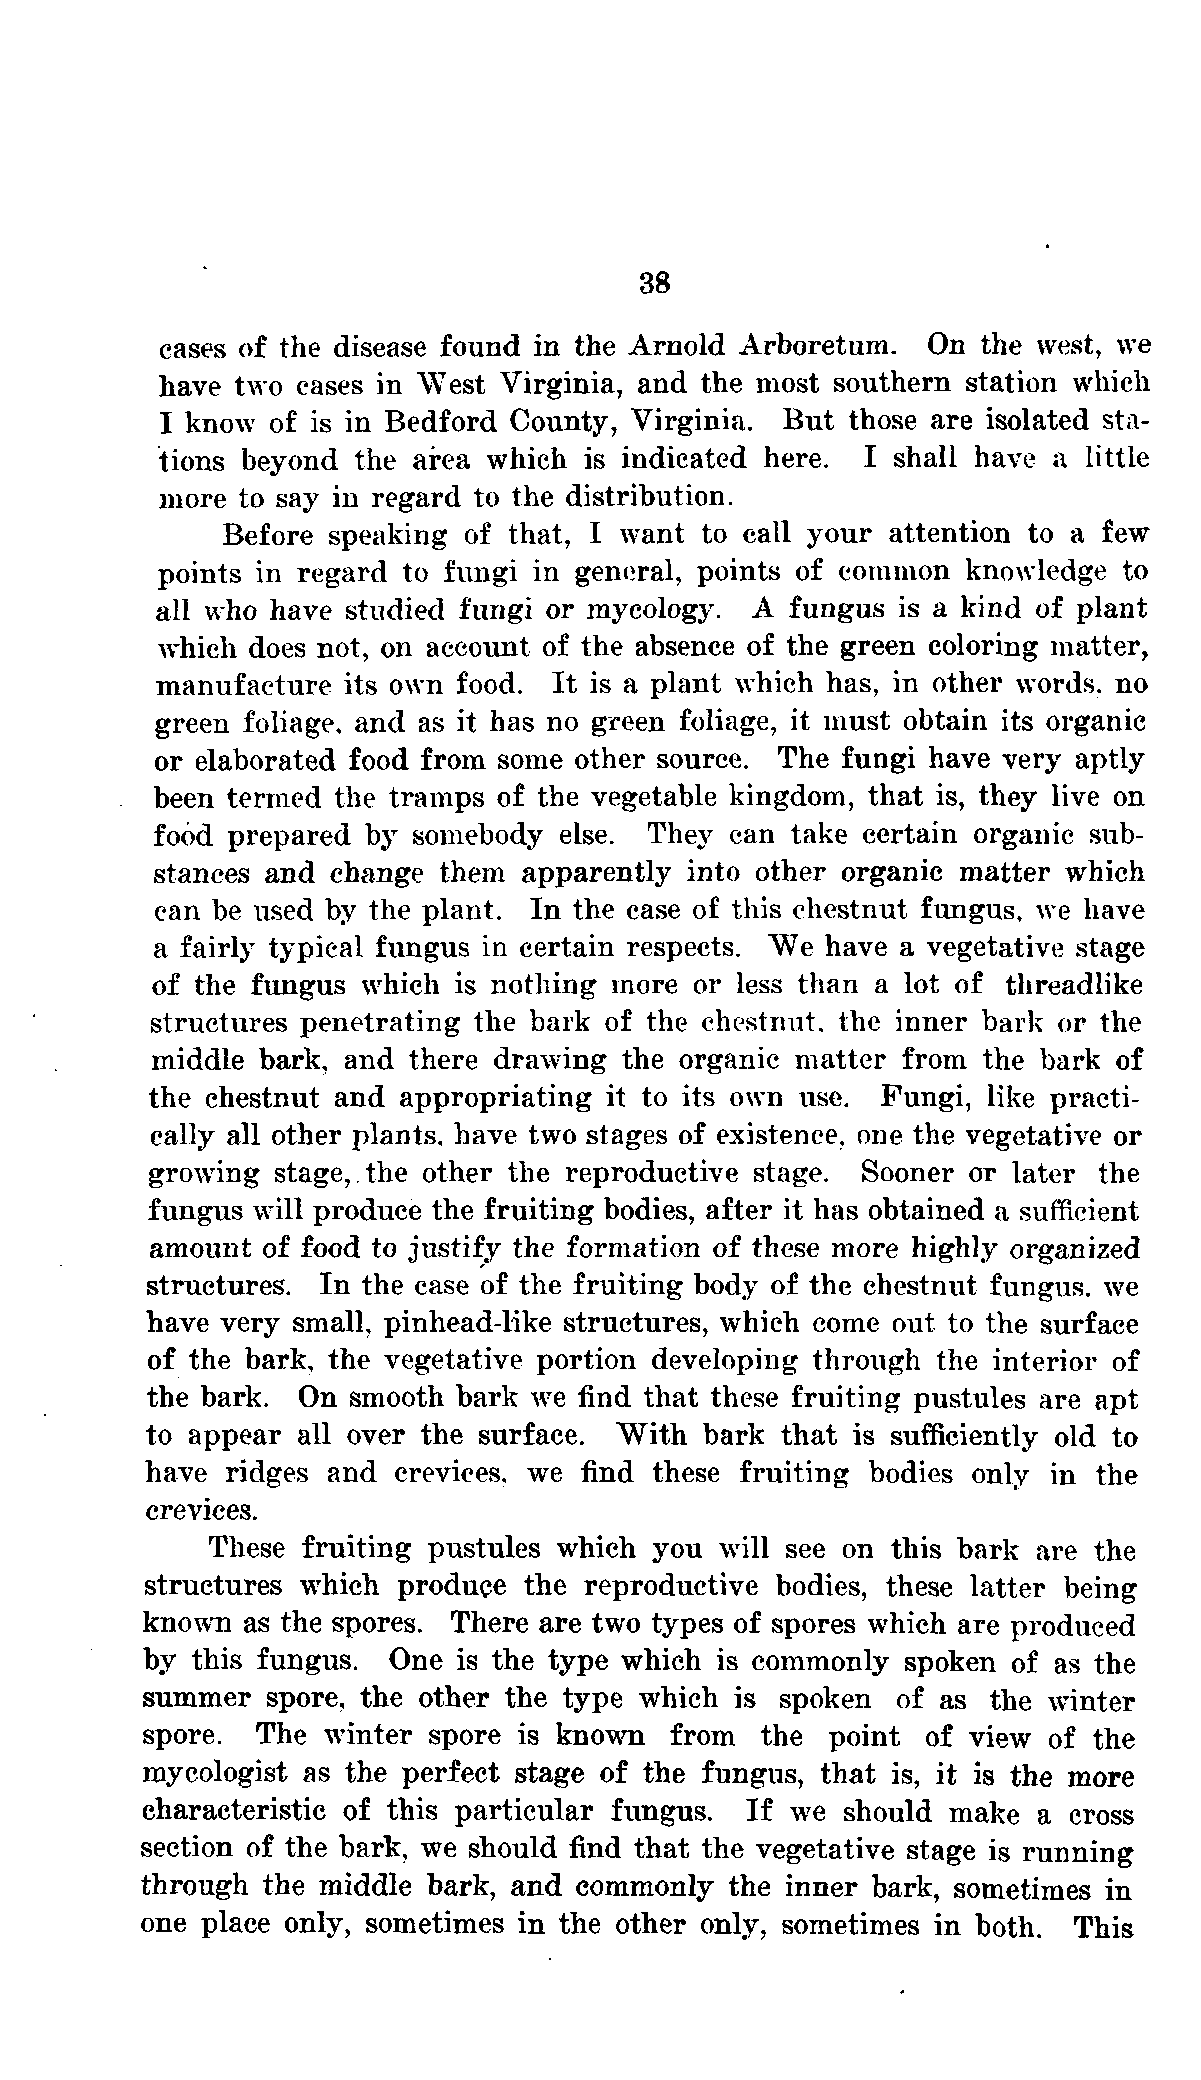 38
cases of the disease found in the Arnold Arboretum. On the west, we
have two cases in West Virginia, and the most southern station which
I know of is in Bedford County, Virginia. But those are isolated sta-
tions beyond the area which is indicated here. I shall have a little
more to say in regard to the distribution.
Before speaking of that, I want to call your attention to a few
points in regard to fungi in general, points of common knowledge to
all who have studied fungi or mycology. A fungus is a kind of plant
which does not, on account of the absence of the green coloring matter,
manufacture its own food. It is a plant which has, in other words, no
green foliage, and as it has no green foliage, it must obtain its organic
or elaborated food from some other source. The fungi have very aptly
been termed the tramps of the vegetable kingdom, that is, they live on
food prepared by somebody else. They can take certain organic sub-
stances and change them apparently into other organic matter which
can be used by the plant. In the case of this chestnut fungus, we have
a fairly typical fungus in certain respects. We have a vegetative stage
of the fungus which is nothing more or less than a lot of threadlike
structures penetrating the bark of the chestnut, the inner bark or the
middle bark, and there drawing the organic matter from the bark of
the chestnut and appropriating it to its own use. Fungi, like practi-
cally all other plants, have two stages of existence, one the vegetative or
growing stage, the other the reproductive stage. Sooner or later the
fungus will produce the fruiting bodies, after it has obtained a sufficient
amount of food to justify the formation of these more highly organized
structures. In the case of the fruiting body of the chestnut fungus, we
have very small, pinhead-like structures, which come out to the surface
of the bark, the vegetative portion developing through the interior of
the bark. On smooth bark we find that these fruiting pustules are apt
to appear all over the surface. With bark that is sufficiently old to
have ridges and crevices, we find these fruiting bodies only in the
crevices.
These fruiting pustules which you will see on this bark are the
structures which produce the reproductive bodies, these latter being
known as the spores. There are two types of spores which are produced
by this fungus. One is the type which is commonly spoken of as the
summer spore, the other the type which is spoken of as the winter
spore. The winter spore is known from the point of view of the
mycologist as the perfect stage of the fungus, that is, it is the more
characteristic of this particular fungus. If we should make a cross
section of the bark, we should find that the vegetative stage is running
through the middle bark, and commonly the inner bark, sometimes in
one place only, sometimes in the other only, sometimes in both. This